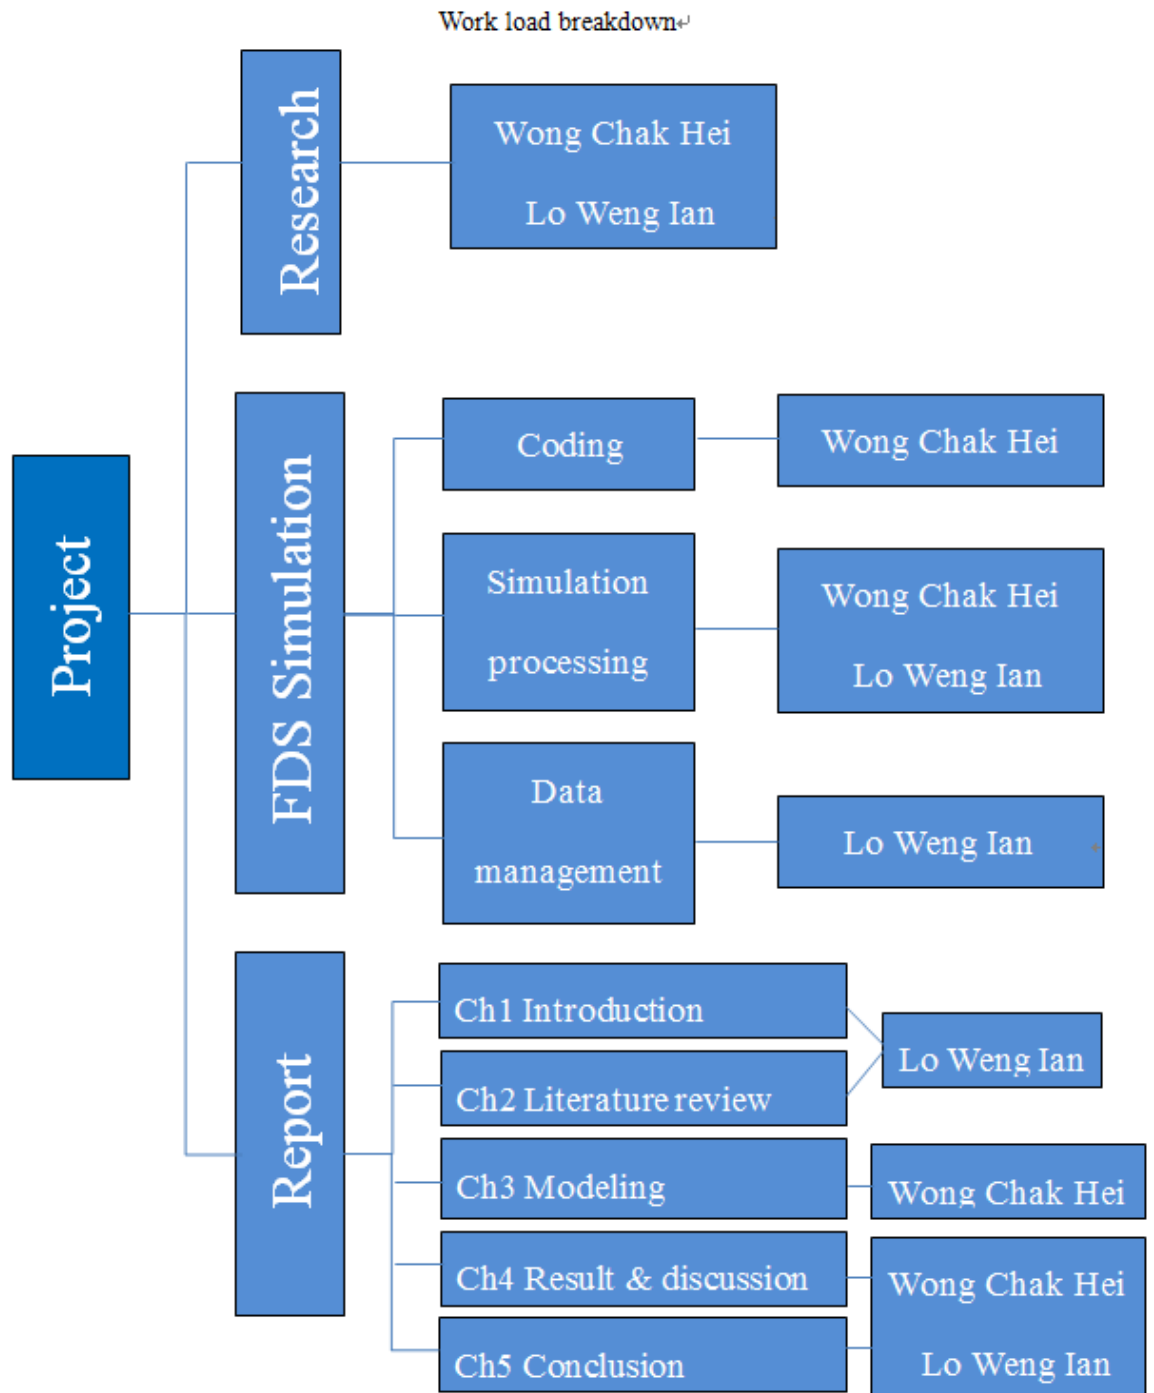 Work load breakdown↵
Project
Research
Wong Chak Hei
Lo Weng Ian
FDS Simulation
Coding
Wong Chak Hei
Simulation
processing
Wong Chak Hei
Lo Weng Ian
Data
management
Lo Weng Ian
Report
Ch1 Introduction
Ch2 Literature review
Lo Weng Ian
Ch3 Modeling
Wong Chak Hei
Ch4 Result & discussion
Ch5 Conclusion
Wong Chak Hei
Lo Weng Ian